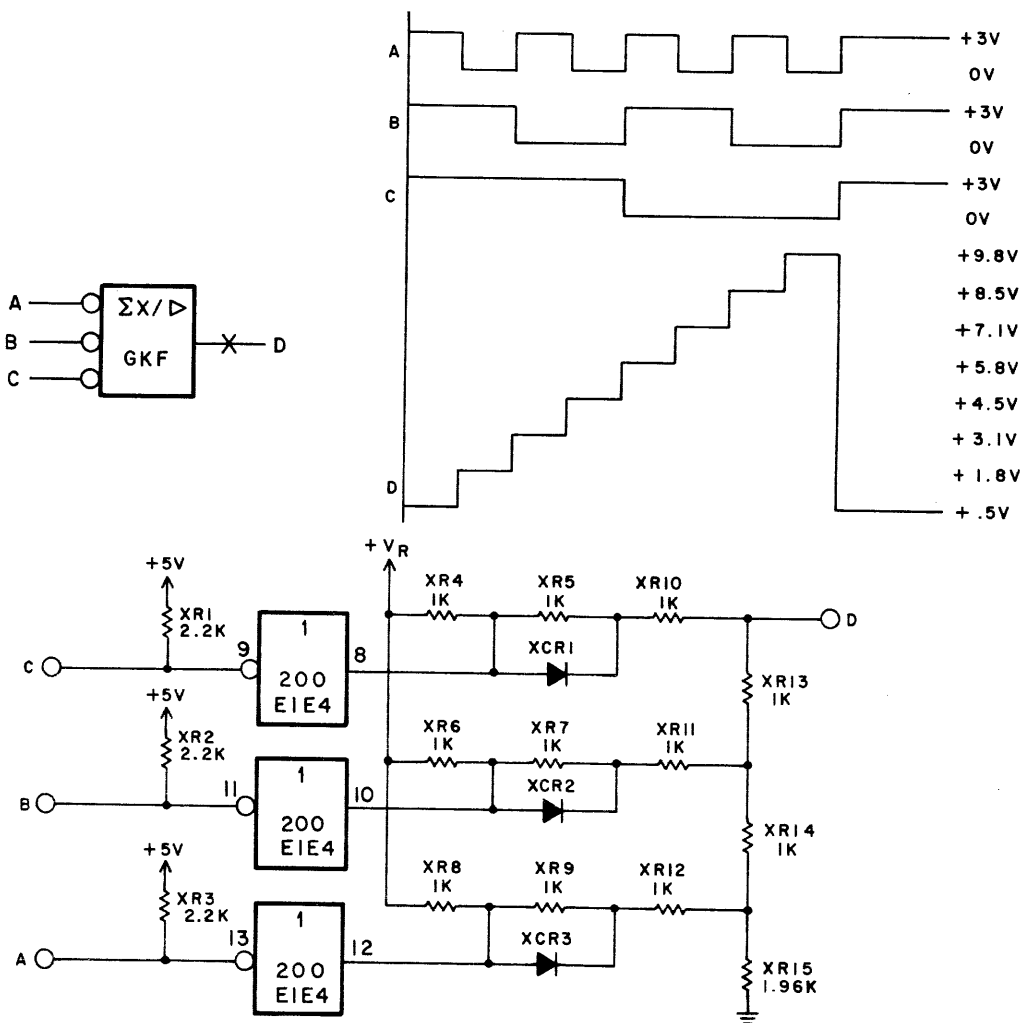 A
+3V
0V
B
+3V
0V
C
+3V
0V
+9.8V
+8.5V
+7.1V
+5.8V
+4.5V
+3.1V
+1.8V
D
+.5V
A
B
C
ΣX/▷
GKF
D
+5V
XR1
2.2K
C
9
1
200
E1E4
8
+5V
XR2
2.2K
B
11
1
200
E1E4
10
+5V
XR3
2.2K
A
13
1
200
E1E4
12
+VR
XR4
1K
XR5
1K
XR10
1K
D
XCR1
XR13
1K
XR6
1K
XR7
1K
XR11
1K
XCR2
XR14
1K
XR8
1K
XR9
1K
XR12
1K
XCR3
XR15
1.96K